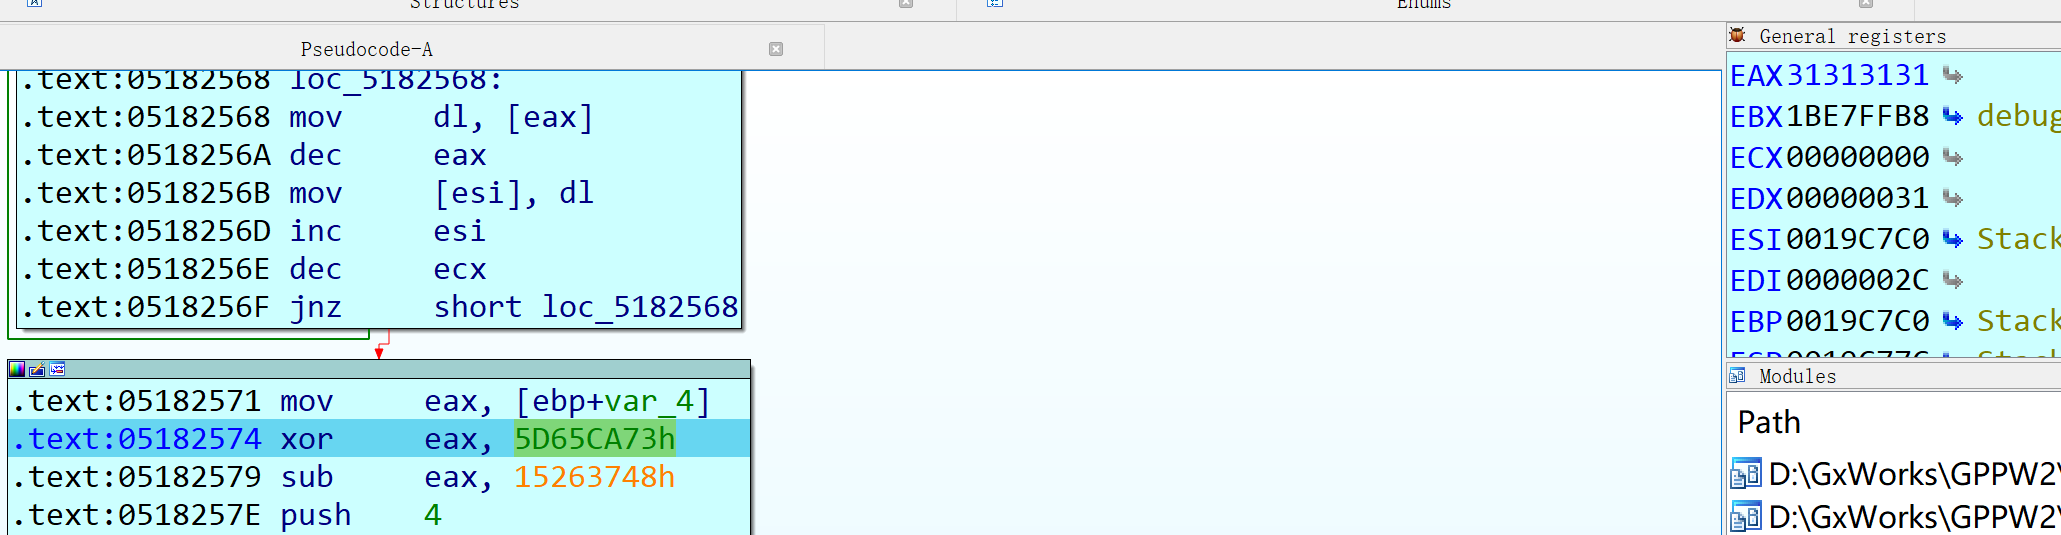 Structures
Enums
Pseudocode-A
General registers
.text:05182568 loc_5182568:
.text:05182568 mov dl, [eax]
.text:0518256A dec eax
.text:0518256B mov [esi], dl
.text:0518256D inc esi
.text:0518256E dec ecx
.text:0518256F jnz short loc_5182568
.text:05182571 mov eax, [ebp+var_4]
.text:05182574 xor eax, 5D65CA73h
.text:05182579 sub eax, 15263748h
.text:0518257E push 4
EAX 31313131
EBX 1BE7FFB8 debug
ECX 00000000
EDX 00000031
ESI 0019C7C0 Stack
EDI 0000002C
EBP 0019C7C0 Stack
Modules
Path
D:\GxWorks\GPPW2\
D:\GxWorks\GPPW2\